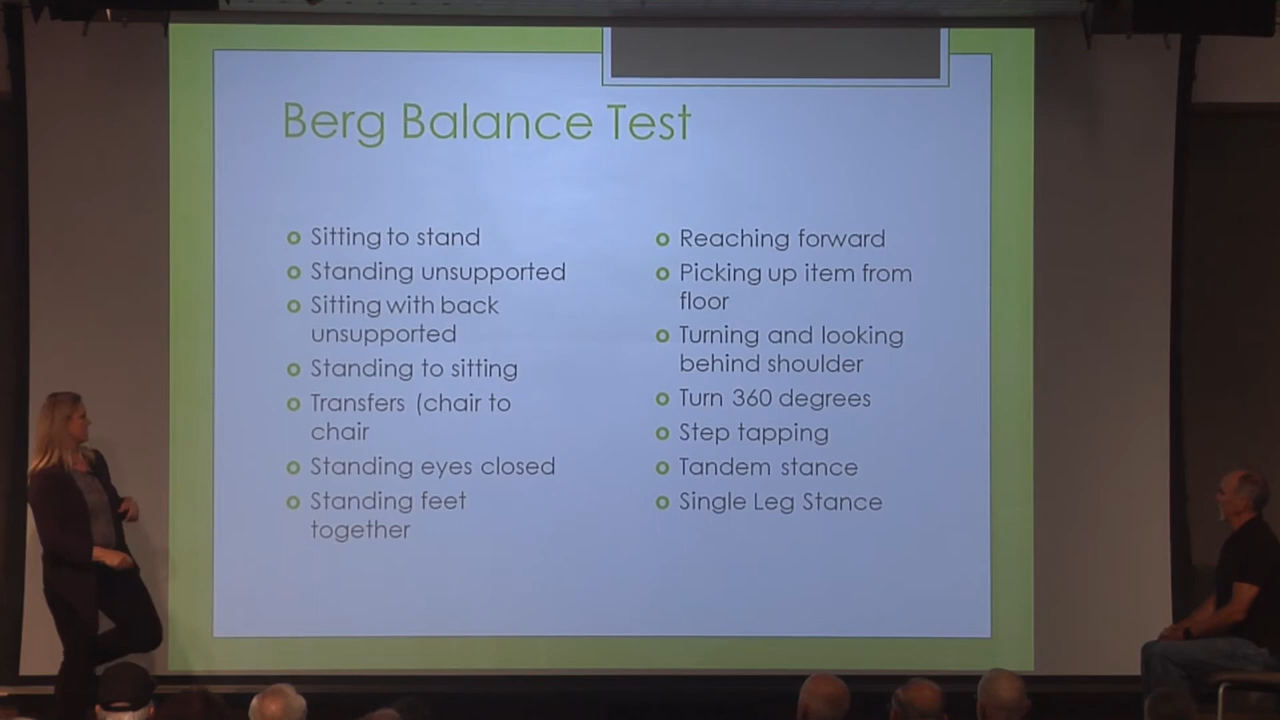 Berg Balance Test
Sitting to stand
Standing unsupported
Sitting with back
unsupported
Standing to sitting
Transfers (chair to
chair
Standing eyes closed
Standing feet
together
Reaching forward
Picking up item from
floor
Turning and looking
behind shoulder
Turn 360 degrees
Step tapping
Tandem stance
Single Leg Stance